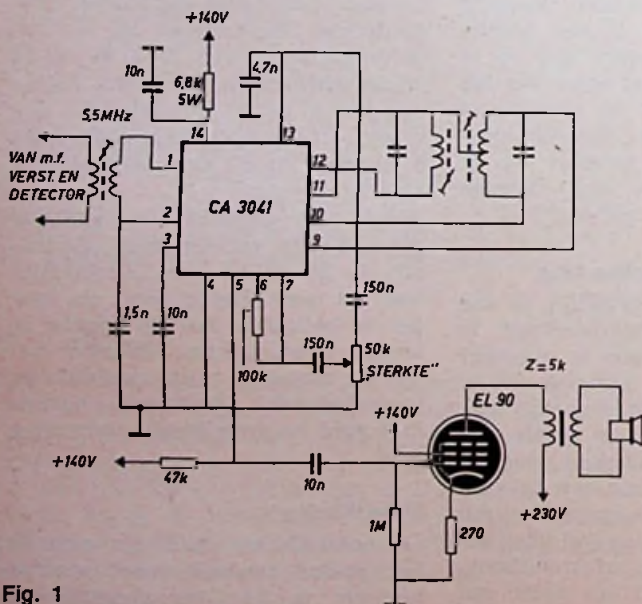 +140V
10n
6,8k
5W
4,7n
5,5MHz
14
13
VAN m.f.
VERST. EN
DETECTOR
1
2
3
CA 3041
12
11
10
9
4
5
6
7
1,5n
10n
100k
150n
150n
50k
„STERKTE”
+140V
47k
10n
+140V
EL 90
Z=5k
1M
270
+230V
Fig. 1